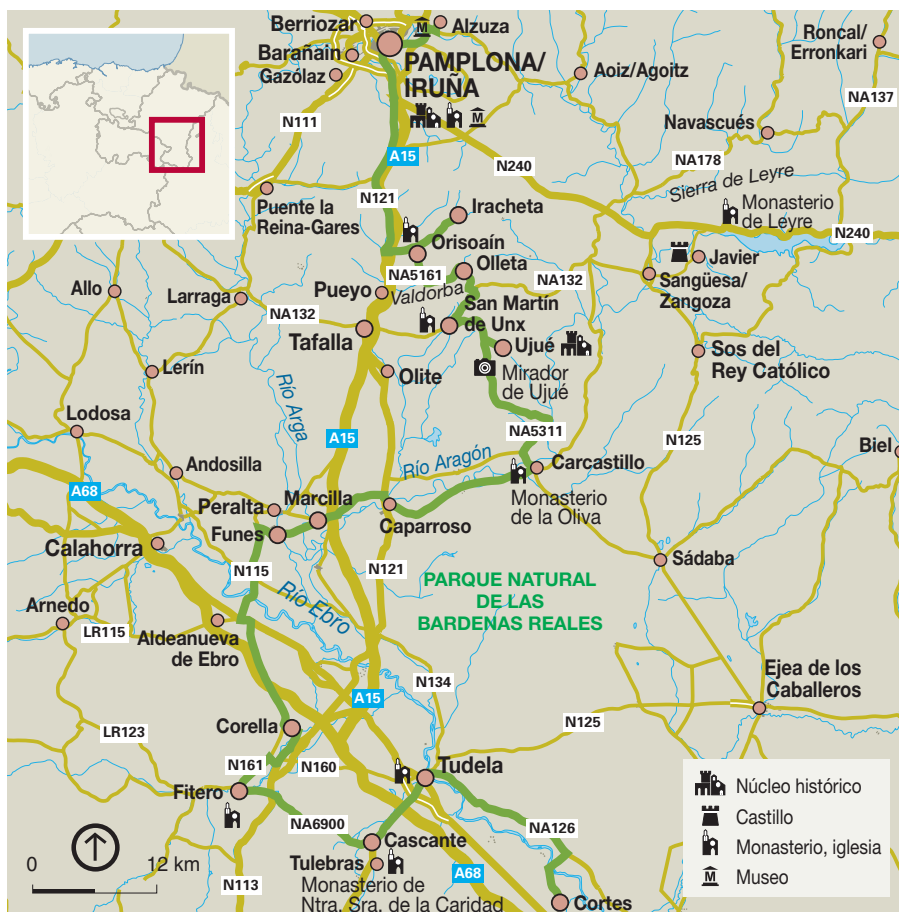 Berriozar
Alzuza
Roncal/
Erronkari
Barañain
PAMPLONA/
IRUÑA
Gazólaz
Aoiz/Agoitz
NA137
N111
Navascués
A15
N240
NA178
Sierra de Leyre
Monasterio
de Leyre
Puente la
Reina-Gares
N121
Iracheta
N240
Orisoaín
Javier
Olleta
NA5161
Sangüesa/
Zangoza
Allo
Larraga
Pueyo
Valdorba
NA132
San Martín
de Unx
NA132
Tafalla
Ujué
Sos del
Rey Católico
Lerín
Olite
Mirador
de Ujué
Río Arga
Lodosa
NA5311
A15
N125
Biel
Río Aragón
Andosilla
Carcastillo
A68
Monasterio
de la Oliva
Peralta
Marcilla
Caparroso
Funes
Calahorra
Sádaba
N115
N121
PARQUE NATURAL
DE LAS
BARDENAS REALES
Río Ebro
Arnedo
LR115
Aldeanueva
de Ebro
Ejea de los
Caballeros
N134
A15
Corella
N125
LR123
N161
N160
Tudela
Fitero
NA6900
NA126
Cascante
Tulebras
Monasterio de
Ntra. Sra. de la Caridad
A68
N113
Cortes
0 12 km
Núcleo histórico
Castillo
Monasterio, iglesia
M Museo